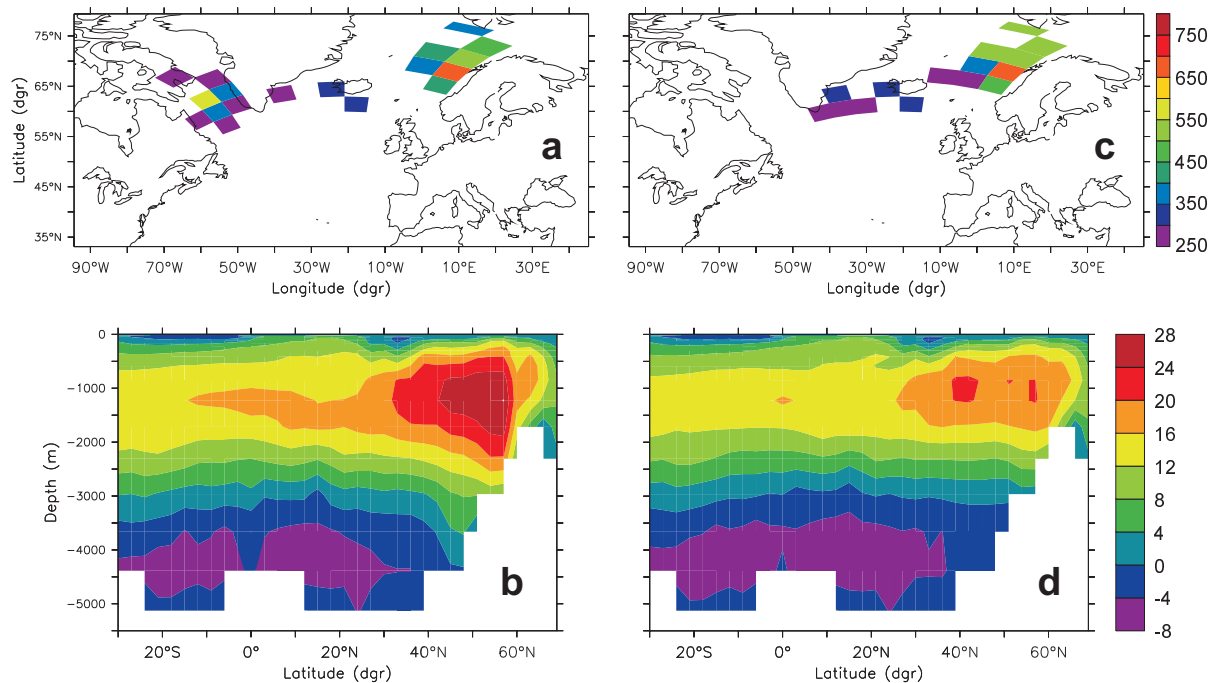 75°N
65°N
55°N
45°N
35°N
Latitude (dgr)
90°W 70°W 50°W 30°W 10°W 10°E 30°E
Longitude (dgr)
a
90°W 70°W 50°W 30°W 10°W 10°E 30°E
Longitude (dgr)
c
750
650
550
450
350
250
0
−1000
−2000
−3000
−4000
−5000
Depth (m)
20°S 0° 20°N 40°N 60°N
Latitude (dgr)
b
20°S 0° 20°N 40°N 60°N
Latitude (dgr)
d
28
24
20
16
12
8
4
0
-4
-8